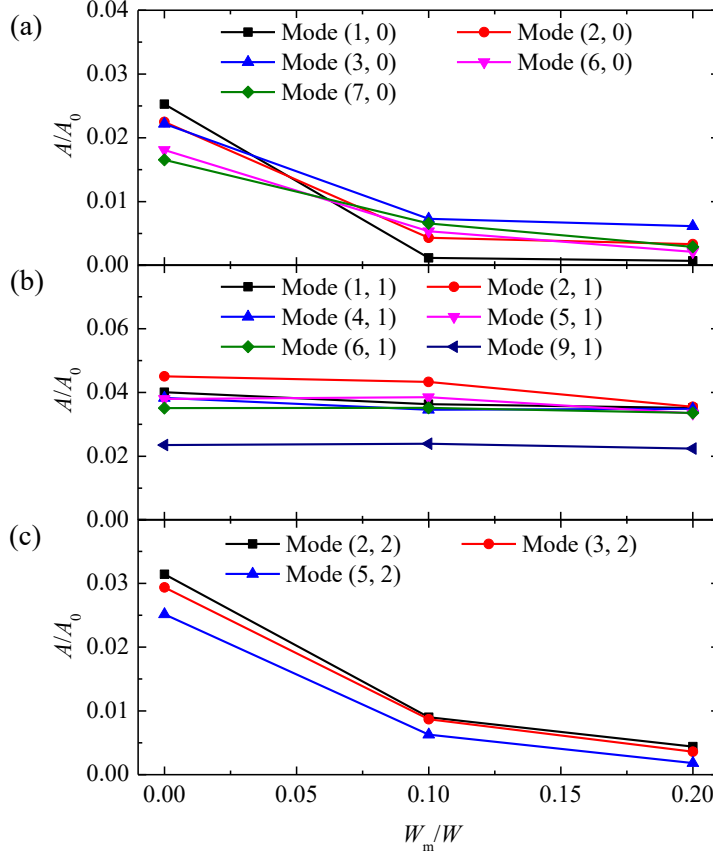 (a)
0.04
Mode (1, 0) Mode (2, 0)
Mode (3, 0) Mode (6, 0)
Mode (7, 0)
0.03
0.02
0.01
0.00
A/A0
(b)
Mode (1, 1) Mode (2, 1)
Mode (4, 1) Mode (5, 1)
Mode (6, 1) Mode (9, 1)
0.06
0.04
0.02
0.00
A/A0
(c)
Mode (2, 2) Mode (3, 2)
Mode (5, 2)
0.03
0.02
0.01
0.00
A/A0
0.00 0.05 0.10 0.15 0.20
Wm/W